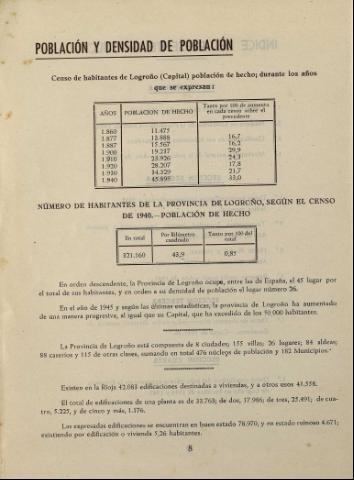 POBLACIÓN Y DENSIDAD DE POBLACIÓN
Censo de habitantes de Logroño (Capital) población de hecho; durante los años
que se expresan:
AÑOS POBLACION DE HECHO Tanto por 100 de aumento en cada censo sobre el precedente
1.860 11.475
1.877 13.388 16,7
1.887 15.567 16,2
1.900 19.237 29,9
1.910 23.926 24,3
1.920 28.207 17,8
1.930 34.329 21,7
1.940 45.895 33,0
NÚMERO DE HABITANTES DE LA PROVINCIA DE LOGROÑO, SEGÚN EL CENSO
DE 1940.—POBLACIÓN DE HECHO
En total Por Kilómetro cuadrado Tanto por 100 del total
221.160 43,9 0,85
En orden descendente, la Provincia de Logroño ocupa, entre las de España, el 45 lugar por
el total de sus habitantes, y en orden a su densidad de población el lugar número 26.
En el año de 1945 y según las últimas estadísticas, la provincia de Logroño ha aumentado
de una manera progresiva, al igual que su Capital, que ha excedido de los 50.000 habitantes.
La Provincia de Logroño está compuesta de 8 ciudades; 155 villas; 26 lugares; 84 aldeas;
88 caseríos y 115 de otras clases, sumando en total 476 núcleos de población y 182 Municipios.
Existen en la Rioja 42.083 edificaciones destinadas a viviendas, y a otros usos 41.558.
El total de edificaciones de una planta es de 33.763; de dos, 17.986; de tres, 25.491; de cua-
tro, 5.225, y de cinco y más, 1.176.
Las expresadas edificaciones se encuentran en buen estado 78.970, y en estado ruinoso 4.671;
existiendo por edificación o vivienda 5,26 habitantes.
8